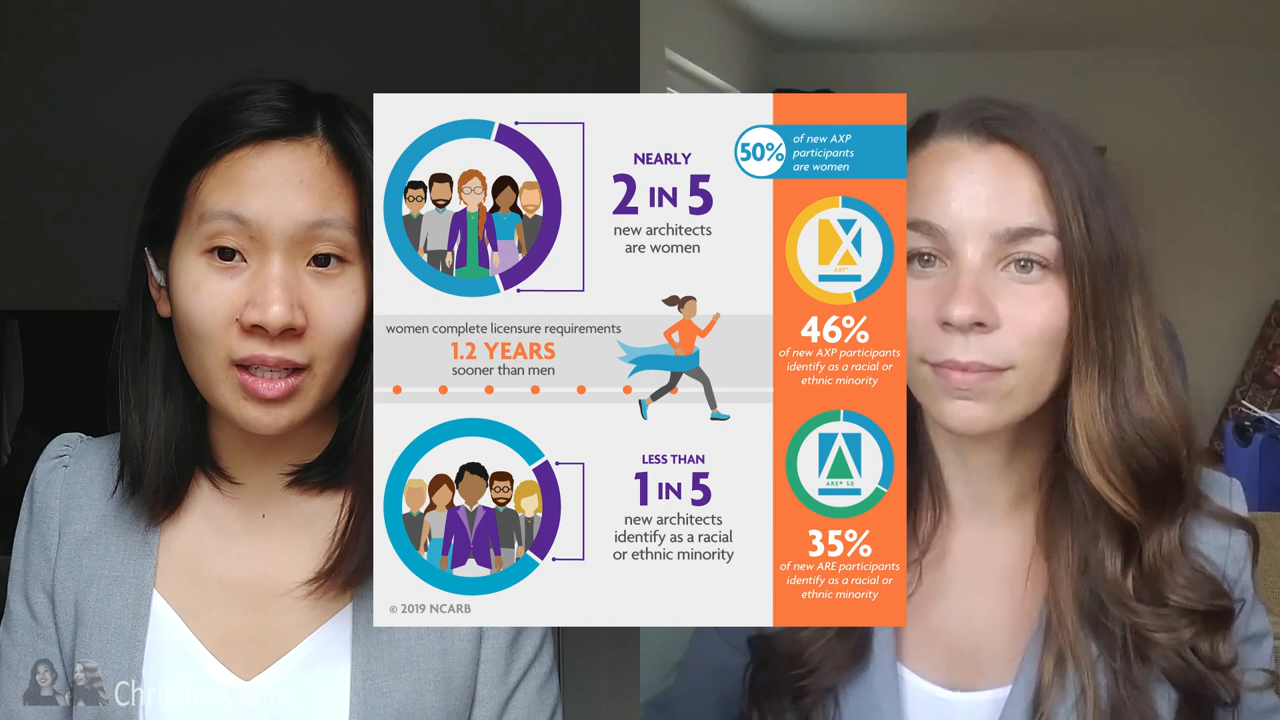 NEARLY
2 IN 5
new architects
are women
women complete licensure requirements
1.2 YEARS
sooner than men
LESS THAN
1 IN 5
new architects
identify as a racial
or ethnic minority
© 2019 NCARB
50%
of new AXP
participants
are women
AXP™
46%
of new AXP participants
identify as a racial or
ethnic minority
ARE® 5.0
35%
of new ARE participants
identify as a racial or
ethnic minority